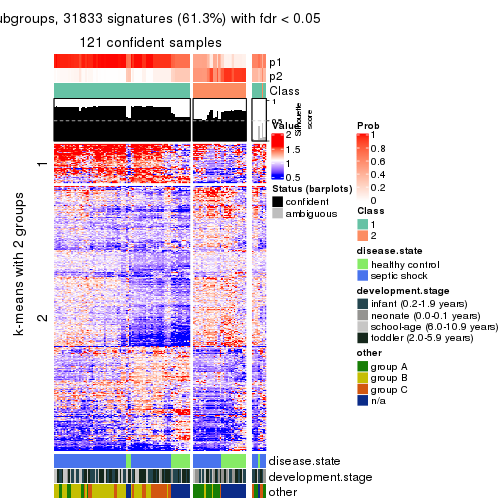 ubgroups, 31833 signatures (61.3%) with fdr < 0.05
121 confident samples
p1
p2
Class
1
0.5
Silhouette
score
k-means with 2 groups
1
2
Value
2
1.5
1
0.5
Status (barplots)
confident
ambiguous
Prob
1
0.8
0.6
0.4
0.2
0
Class
1
2
disease.state
healthy control
septic shock
development.stage
infant (0.2-1.9 years)
neonate (0.0-0.1 years)
school-age (6.0-10.9 years)
toddler (2.0-5.9 years)
other
group A
group B
group C
n/a
disease.state
development.stage
other